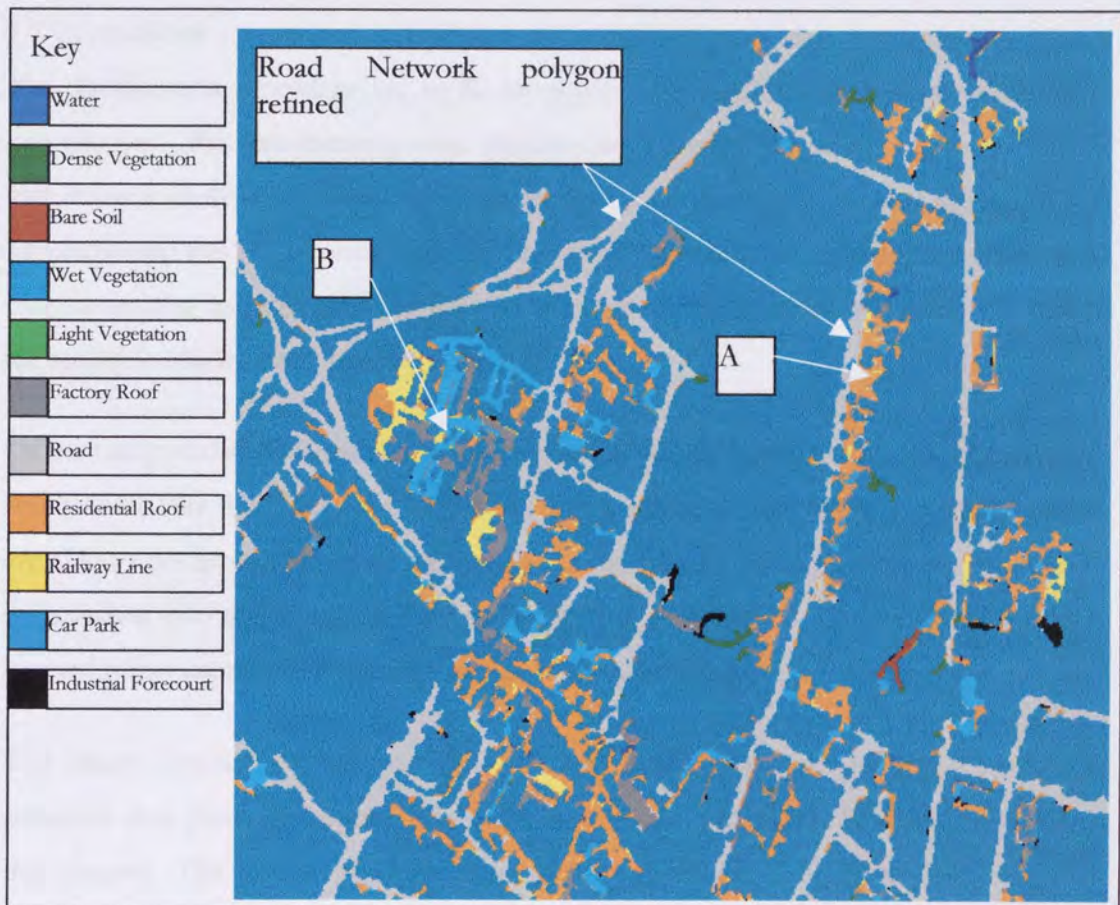 Key
Water
Dense Vegetation
Bare Soil
Wet Vegetation
Light Vegetation
Factory Roof
Road
Residential Roof
Railway Line
Car Park
Industrial Forecourt
Road Network polygon
refined
B
A